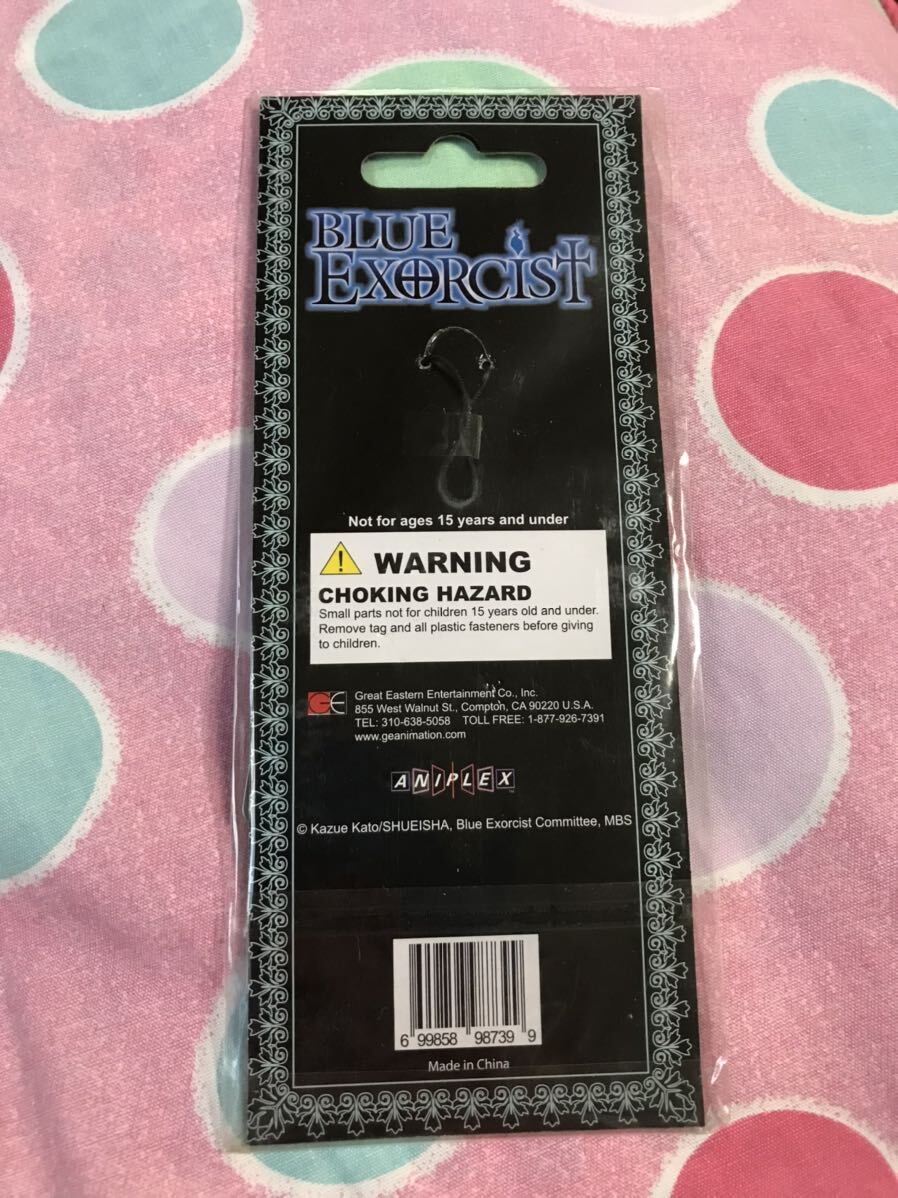 BLUE
EXORCIST
Not for ages 15 years and under
WARNING
CHOKING HAZARD
Small parts not for children 15 years old and under.
Remove tag and all plastic fasteners before giving
to children.
GE
Great Eastern Entertainment Co., Inc.
855 West Walnut St., Compton, CA 90220 U.S.A.
TEL: 310-638-5058 TOLL FREE: 1-877-926-7391
www.geanimation.com
ANIPLEX™
© Kazue Kato/SHUEISHA, Blue Exorcist Committee, MBS
6 99858 98739 9
Made in China